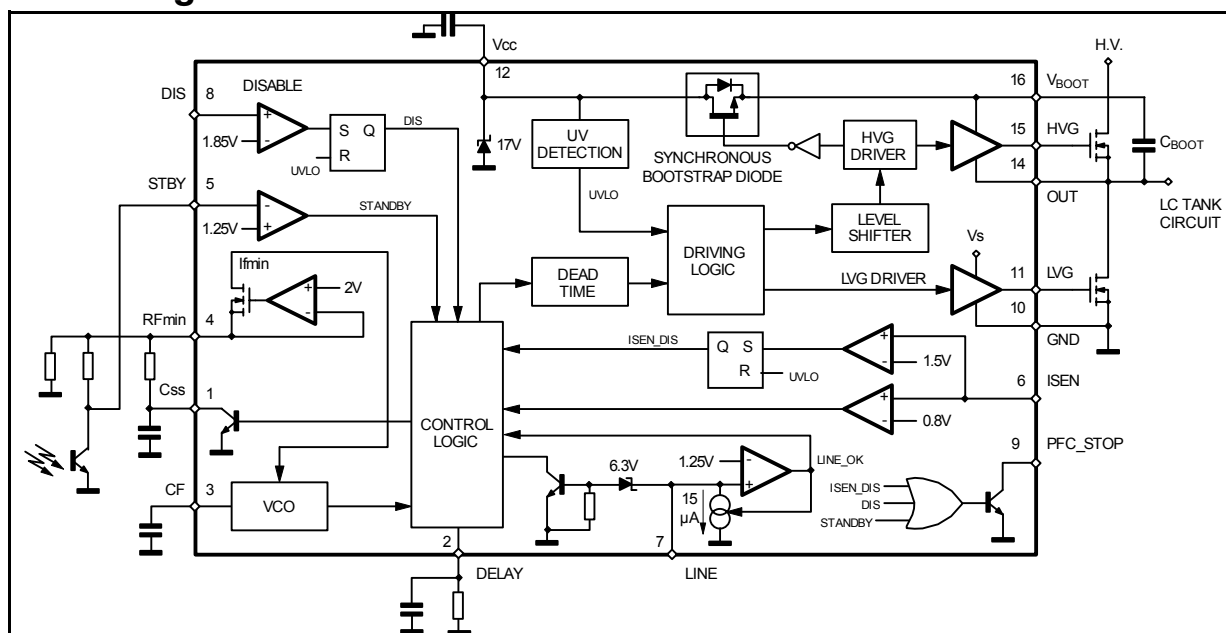 Vcc
H.V.
12
DIS
8
DISABLE
16
VBOOT
S Q
R
DIS
1.85V
UVLO
17V
UV
DETECTION
SYNCHRONOUS
BOOTSTRAP DIODE
HVG
DRIVER
15
HVG
CBOOT
14
OUT
LC TANK
CIRCUIT
STBY
5
STANDBY
1.25V
UVLO
LEVEL
SHIFTER
DRIVING
LOGIC
Vs
Ifmin
2V
DEAD
TIME
LVG DRIVER
11
LVG
10
GND
RFmin
4
ISEN_DIS
Q S
R
UVLO
1.5V
6
ISEN
Css
1
CONTROL
LOGIC
0.8V
9
PFC_STOP
6.3V
1.25V
LINE_OK
CF
3
VCO
15
µA
ISEN_DIS
DIS
STANDBY
2
DELAY
7
LINE